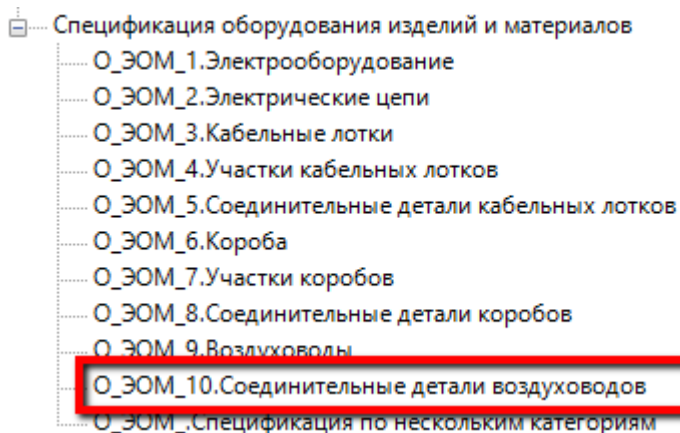 Спецификация оборудования изделий и материалов
О_ЭОМ_1.Электрооборудование
О_ЭОМ_2.Электрические цепи
О_ЭОМ_3.Кабельные лотки
О_ЭОМ_4.Участки кабельных лотков
О_ЭОМ_5.Соединительные детали кабельных лотков
О_ЭОМ_6.Короба
О_ЭОМ_7.Участки коробов
О_ЭОМ_8.Соединительные детали коробов
О_ЭОМ_9.Воздуховоды
О_ЭОМ_10.Соединительные детали воздуховодов
О_ЭОМ_.Спецификация по нескольким категориям